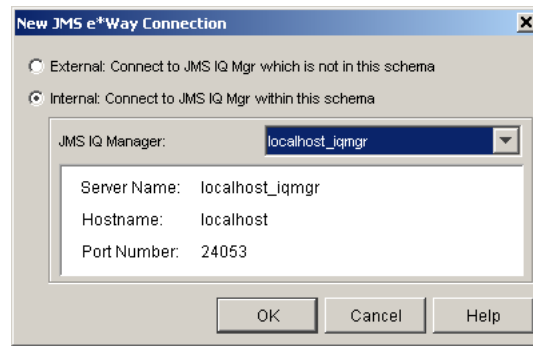 New JMS e*Way Connection
External: Connect to JMS IQ Mgr which is not in this schema
Internal: Connect to JMS IQ Mgr within this schema
JMS IQ Manager: localhost_iqmgr
Server Name: localhost_iqmgr
Hostname: localhost
Port Number: 24053
OK Cancel Help